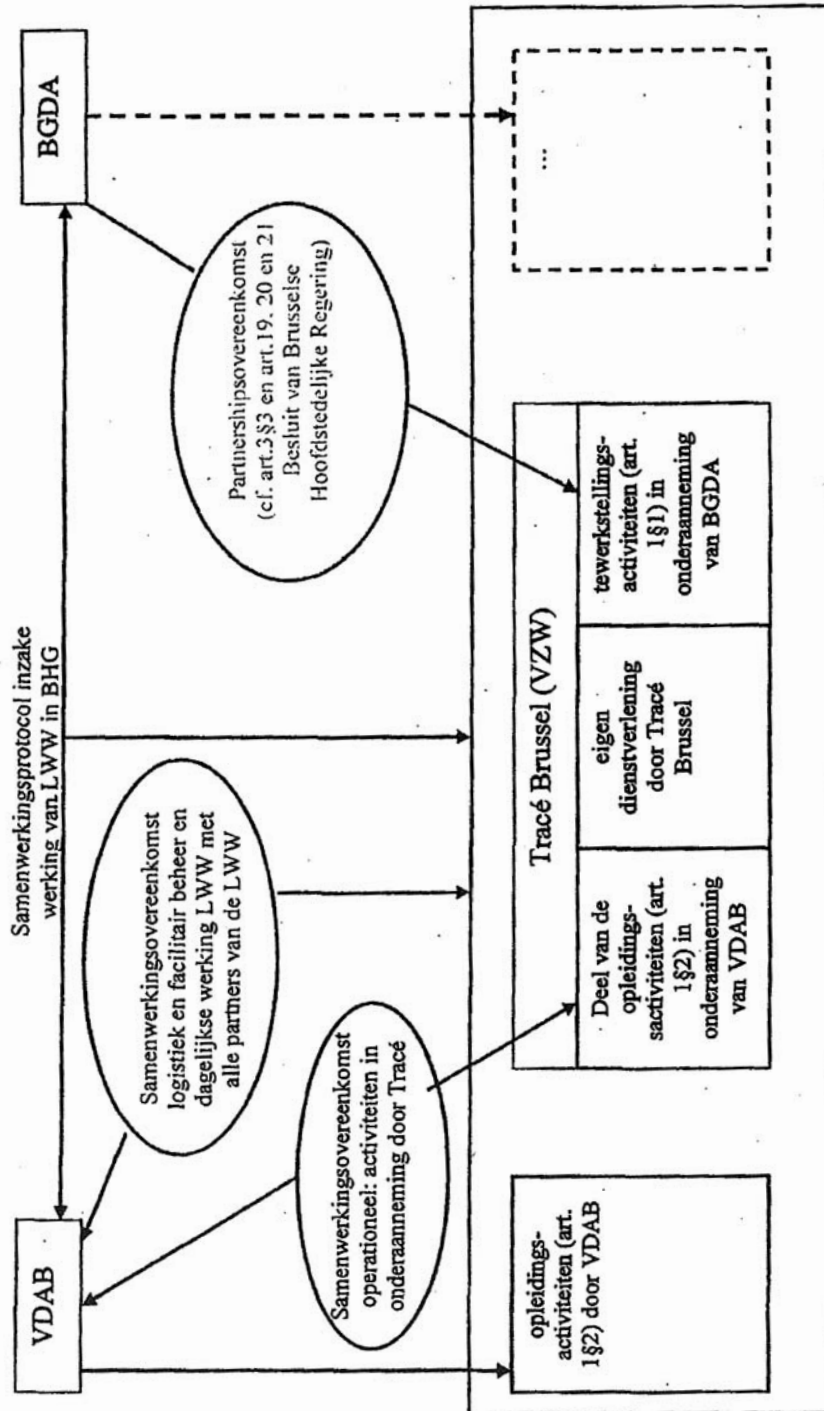 Samenwerkingsprotocol inzake
werking van LWW in BHG
VDAB
BGDA
Samenwerkingsovereenkomst
logistiek en facilitair beheer en
dagelijkse werking LWW met
alle partners van de LWW
Partnershipsovereenkomst
(cf. art.3§3 en art.19. 20 en 21
Besluit van Brusselse
Hoofdstedelijke Regering)
Samenwerkingsovereenkomst
operationeel: activiteiten in
onderaanneming door Tracé
opleidings-
activiteiten (art.
1§2) door VDAB
Tracé Brussel (VZW)
Deel van de
opleidings-
sactiviteiten (art.
1§2) in
onderaanneming
van VDAB
eigen
dienstverlening
door Tracé
Brussel
tewerkstellings-
activiteiten (art.
1§1) in
onderaanneming
van BGDA
...